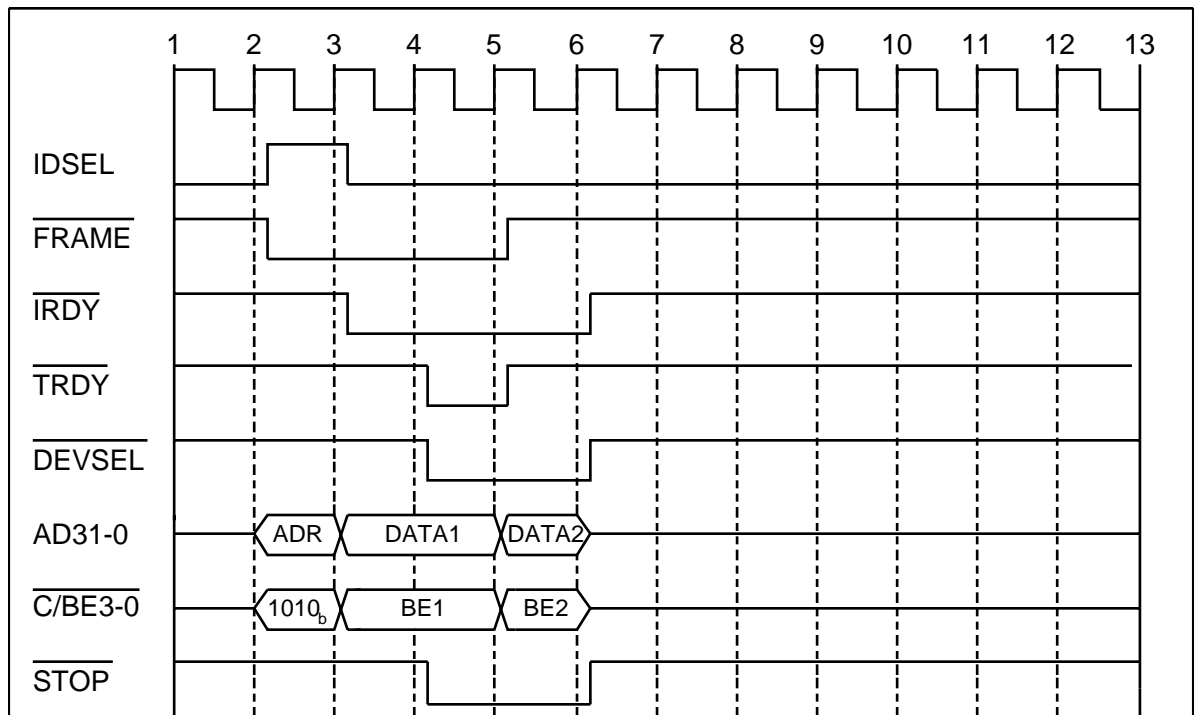 1 2 3 4 5 6 7 8 9 10 11 12 13
IDSEL
FRAME
IRDY
TRDY
DEVSEL
AD31-0 ADR DATA1 DATA2
C/BE3-0 1010b BE1 BE2
STOP